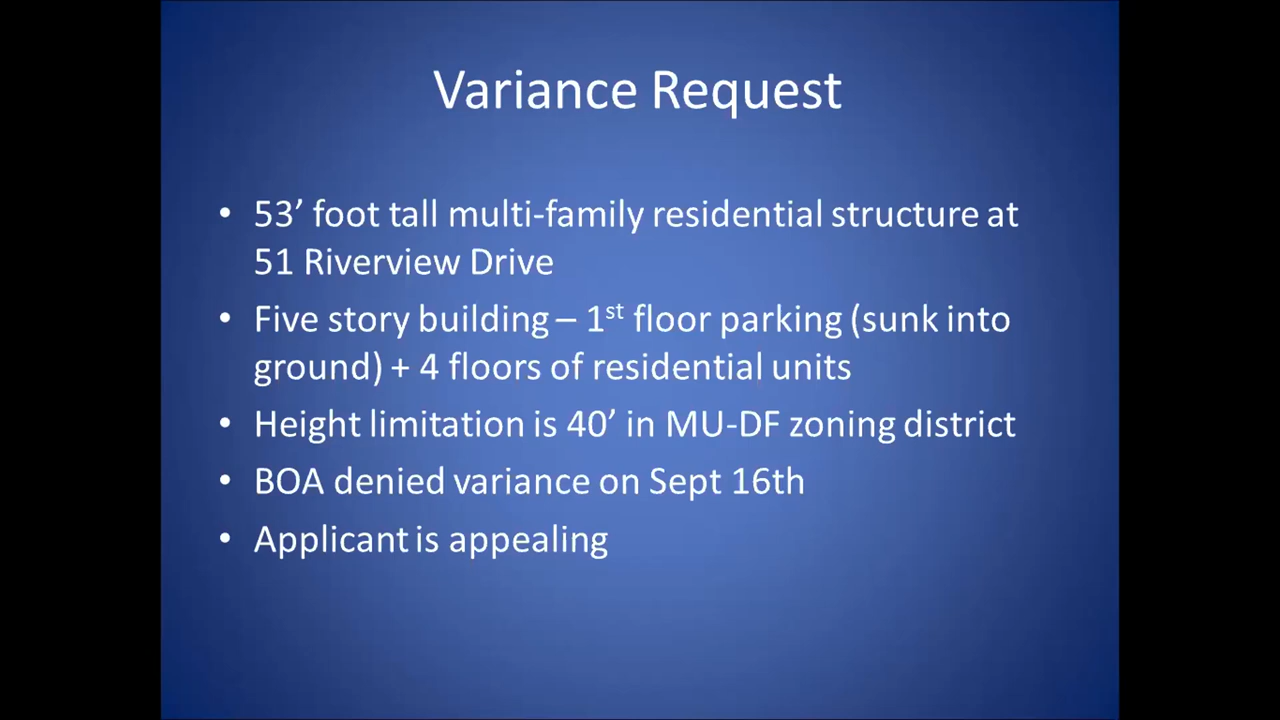 Variance Request
• 53’ foot tall multi-family residential structure at
51 Riverview Drive
• Five story building – 1st floor parking (sunk into
ground) + 4 floors of residential units
• Height limitation is 40’ in MU-DF zoning district
• BOA denied variance on Sept 16th
• Applicant is appealing